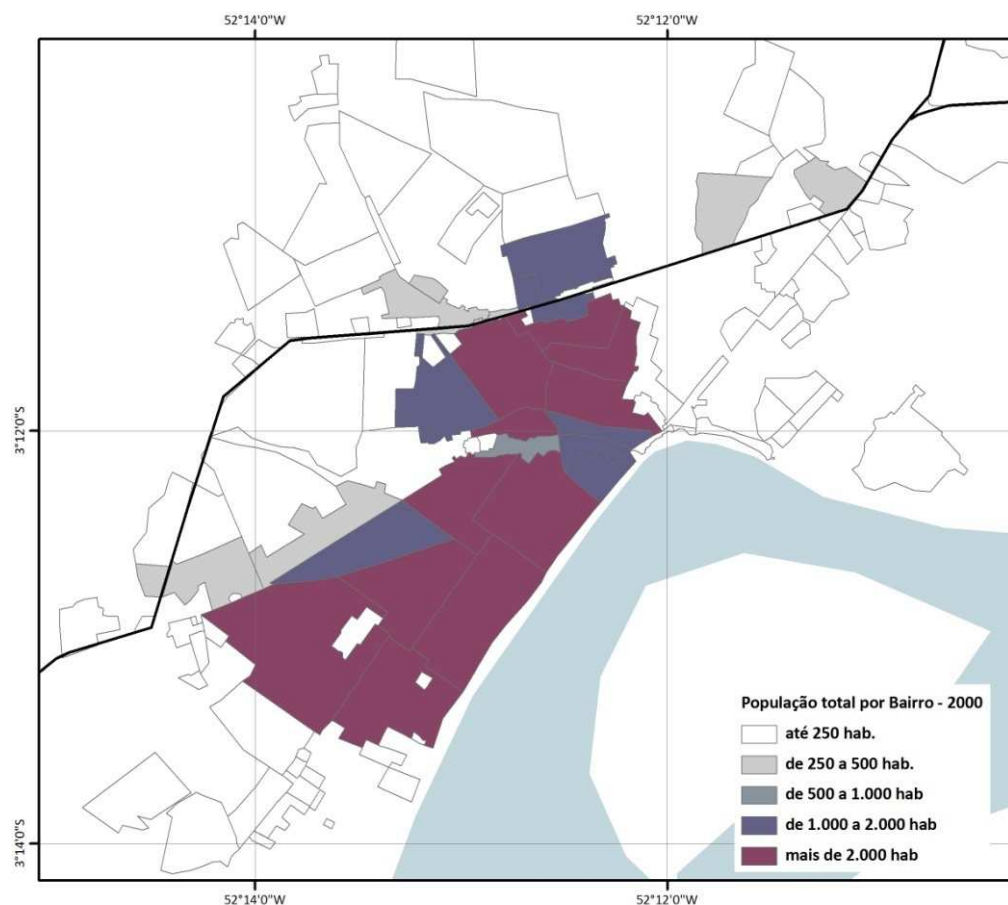 52°14'0"W
52°12'0"W
3°12'0"S
3°14'0"S
População total por Bairro - 2000
até 250 hab.
de 250 a 500 hab.
de 500 a 1.000 hab
de 1.000 a 2.000 hab
mais de 2.000 hab
52°14'0"W
52°12'0"W